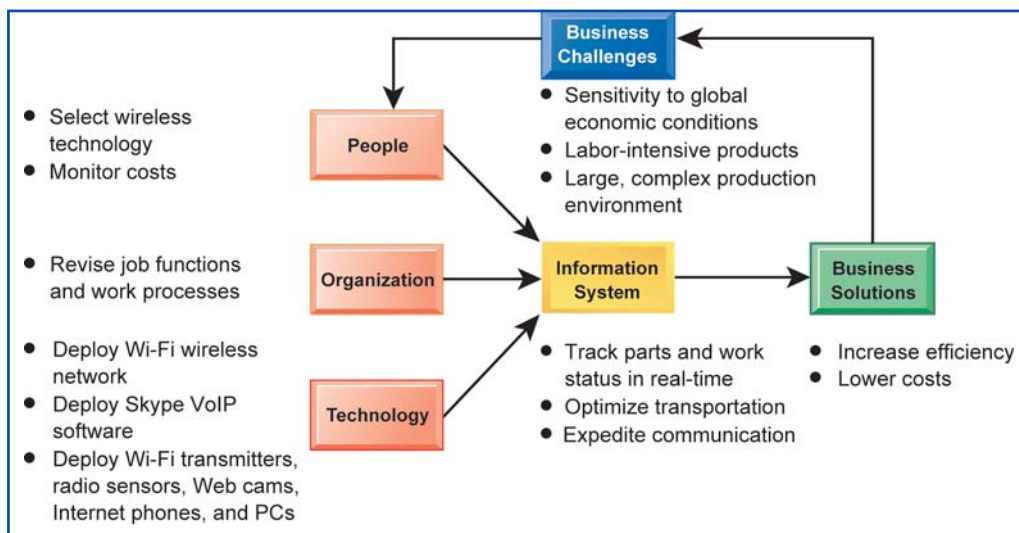 Business
Challenges
● Sensitivity to global
economic conditions
● Labor-intensive products
● Large, complex production
environment
● Select wireless
technology
● Monitor costs
People
● Revise job functions
and work processes
Organization
● Deploy Wi-Fi wireless
network
● Deploy Skype VoIP
software
● Deploy Wi-Fi transmitters,
radio sensors, Web cams,
Internet phones, and PCs
Technology
Information
System
● Track parts and work
status in real-time
● Optimize transportation
● Expedite communication
Business
Solutions
● Increase efficiency
● Lower costs